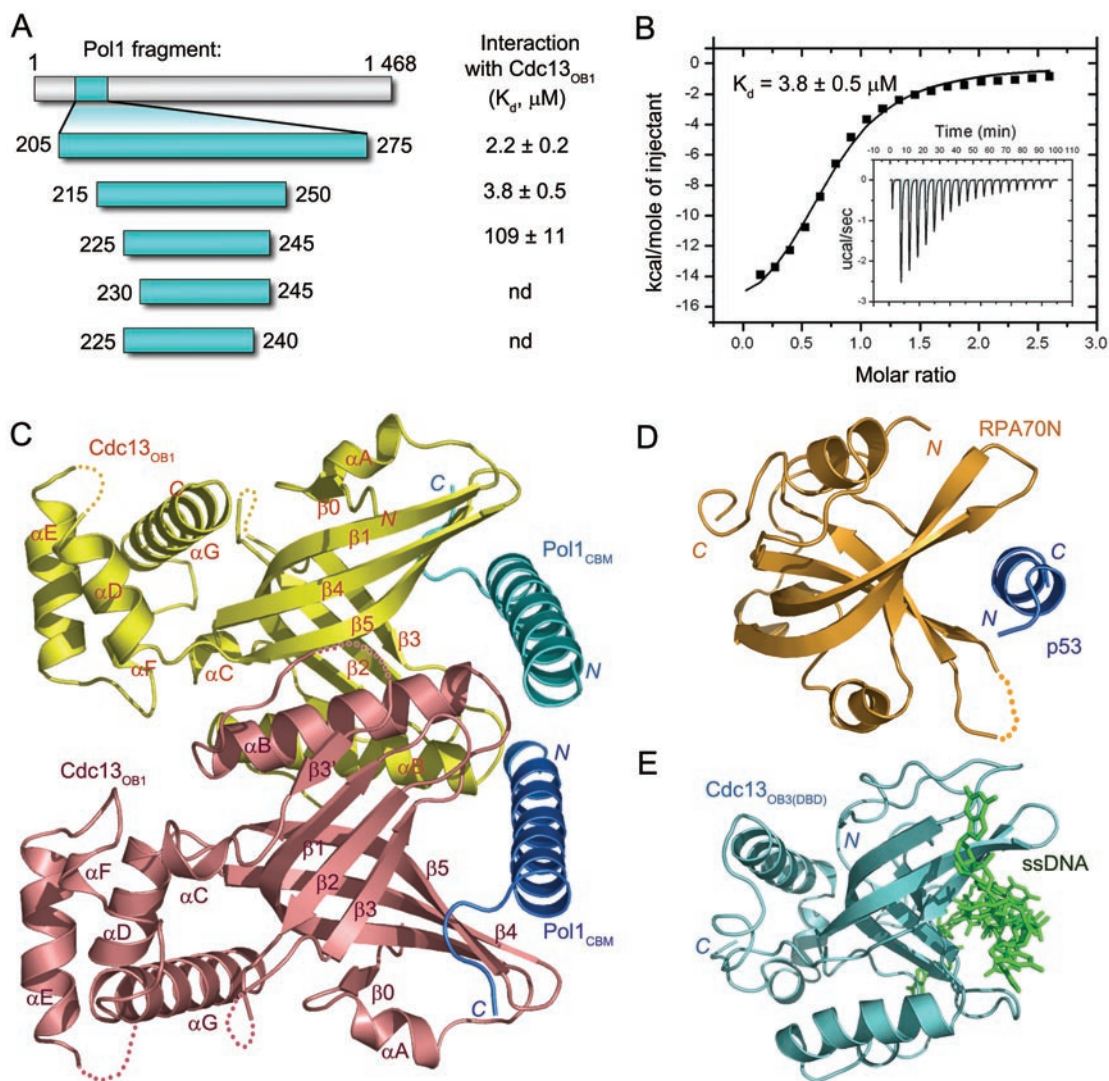 A
Pol1 fragment:
Interaction
with Cdc13OB1
(Kd, μM)
1
1 468
205
275
2.2 ± 0.2
215
250
3.8 ± 0.5
225
245
109 ± 11
230
245
nd
225
240
nd
B
Kd = 3.8 ± 0.5 μM
kcal/mole of injectant
0
-2
-4
-6
-8
-10
-12
-14
-16
0.0
0.5
1.0
1.5
2.0
2.5
3.0
Molar ratio
Time (min)
-10 0 10 20 30 40 50 60 70 80 90 100 110
ucal/sec
0
-1
-2
-3
C
Cdc13OB1
αA
C
αE
C
β0
N
αG
β1
Pol1CBM
αD
β4
β5
β3
αF
αC
β2
N
αB
αB
Cdc13OB1
β3'
N
αF
β1
β5
αC
β2
β3
αD
β4
Pol1CBM
αE
αG
β0
C
αA
D
N
RPA70N
C
C
N
p53
E
Cdc13OB3(DBD)
N
ssDNA
C